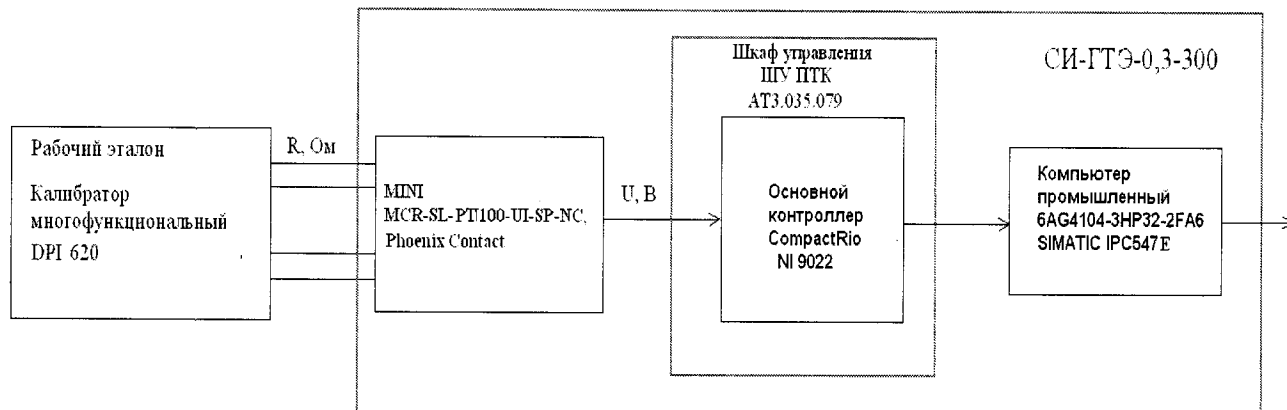 Шкаф управления
ШУ ПТК
АТ3.035.079
СИ-ГТЭ-0,3-300
Рабочий эталон
Калибратор
многофункциональный
DPI 620
R, Ом
MINI
MCR-SL-PT100-UI-SP-NC,
Phoenix Contact
U, В
Основной
контроллер
CompactRio
NI 9022
Компьютер
промышленный
6AG4104-3HP32-2FA6
SIMATIC IPC547E